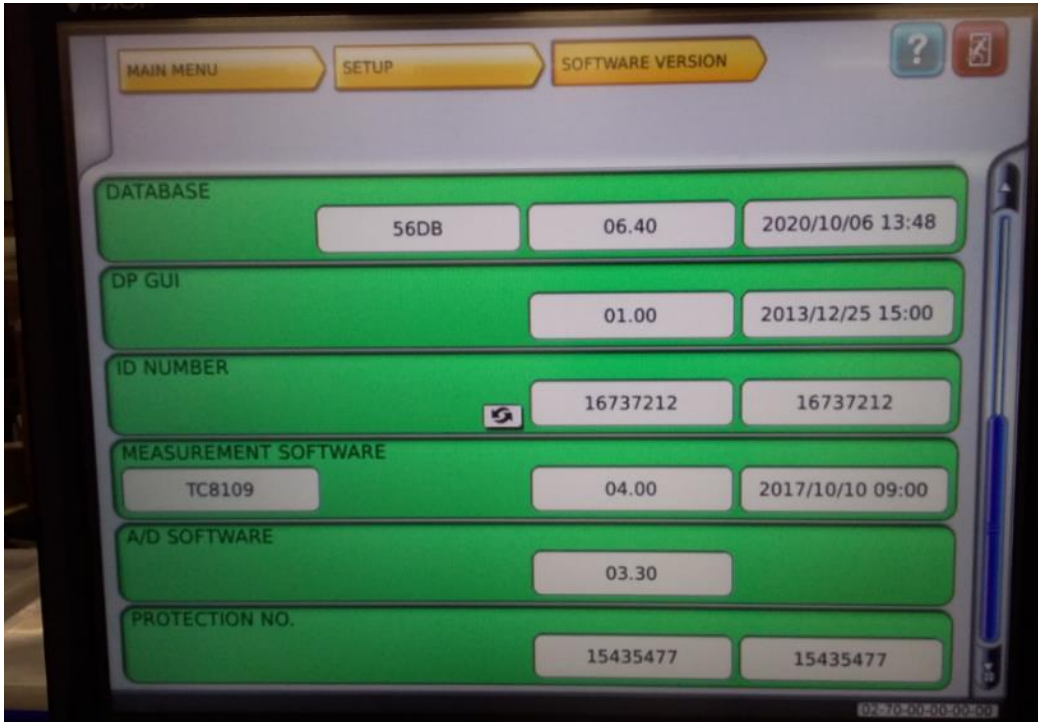 MAIN MENU SETUP SOFTWARE VERSION ?
DATABASE
56DB 06.40 2020/10/06 13:48
DP GUI
01.00 2013/12/25 15:00
ID NUMBER
16737212 16737212
MEASUREMENT SOFTWARE
TC8109 04.00 2017/10/10 09:00
A/D SOFTWARE
03.30
PROTECTION NO.
15435477 15435477
02-70-00-00-00-00